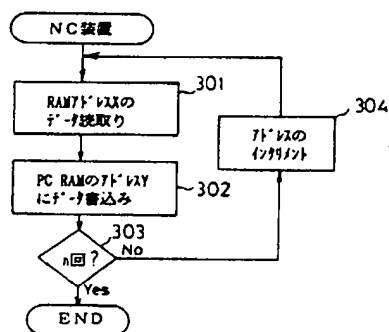 NC装置
301
RAMアドレスXの
データ読取り
304
アドレスの
インクリメント
PC RAMのアドレスY
にデータ書込み
302
303
n回?
No
Yes
END